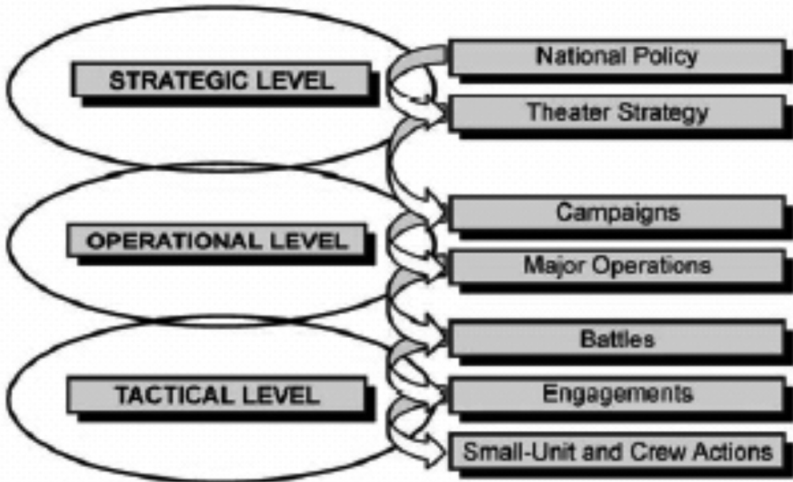 STRATEGIC LEVEL
National Policy
Theater Strategy
OPERATIONAL LEVEL
Campaigns
Major Operations
TACTICAL LEVEL
Battles
Engagements
Small-Unit and Crew Actions